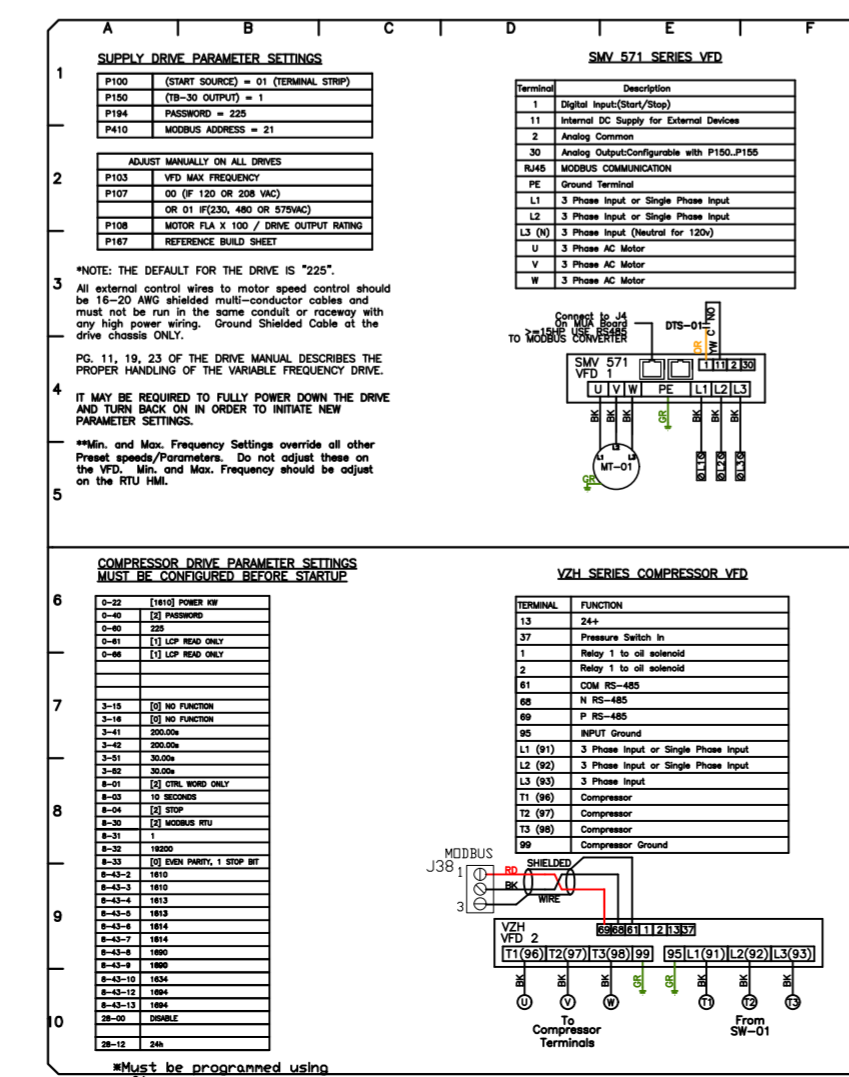 A B C D E F
1
2
3
4
5
6
7
8
9
10
SUPPLY DRIVE PARAMETER SETTINGS
P100 (START SOURCE) = 01 (TERMINAL STRIP)
P150 (TB-30 OUTPUT) = 1
P194 PASSWORD = 225
P410 MODBUS ADDRESS = 21
ADJUST MANUALLY ON ALL DRIVES
P103 VFD MAX FREQUENCY
P107 00 (IF 120 OR 208 VAC)
OR 01 IF(230, 480 OR 575VAC)
P108 MOTOR FLA X 100 / DRIVE OUTPUT RATING
P167 REFERENCE BUILD SHEET
*NOTE: THE DEFAULT FOR THE DRIVE IS "225".
All external control wires to motor speed control should
be 16-20 AWG shielded multi-conductor cables and
must not be run in the same conduit or raceway with
any high power wiring. Ground Shielded Cable at the
drive chassis ONLY.
PG. 11, 19, 23 OF THE DRIVE MANUAL DESCRIBES THE
PROPER HANDLING OF THE VARIABLE FREQUENCY DRIVE.
IT MAY BE REQUIRED TO FULLY POWER DOWN THE DRIVE
AND TURN BACK ON IN ORDER TO INITIATE NEW
PARAMETER SETTINGS.
**Min. and Max. Frequency Settings override all other
Preset speeds/Parameters. Do not adjust these on
the VFD. Min. and Max. Frequency should be adjust
on the RTU HMI.
SMV 571 SERIES VFD
Terminal Description
1 Digital Input:(Start/Stop)
11 Internal DC Supply for External Devices
2 Analog Common
30 Analog Output:Configurable with P150..P155
RJ45 MODBUS COMMUNICATION
PE Ground Terminal
L1 3 Phase Input or Single Phase Input
L2 3 Phase Input or Single Phase Input
L3 (N) 3 Phase Input (Neutral for 120v)
U 3 Phase AC Motor
V 3 Phase AC Motor
W 3 Phase AC Motor
Connect to J4
On MUA Board
>=15HP USE RS485
TO MODBUS CONVERTER
DTS-01
C NO
OR YW
SMV 571
VFD 1
1 11 2 30
U V W PE L1 L2 L3
BK BK BK GR BK BK BK
L1 L2 L3
MT-01
GR
ØL1Ø ØL2Ø ØL3Ø
COMPRESSOR DRIVE PARAMETER SETTINGS
MUST BE CONFIGURED BEFORE STARTUP
0-22 [1610] POWER KW
0-40 [2] PASSWORD
0-60 225
0-61 [1] LCP READ ONLY
0-66 [1] LCP READ ONLY
3-15 [0] NO FUNCTION
3-16 [0] NO FUNCTION
3-41 200.00s
3-42 200.00s
3-51 30.00s
3-52 30.00s
8-01 [2] CTRL WORD ONLY
8-03 10 SECONDS
8-04 [2] STOP
8-30 [2] MODBUS RTU
8-31 1
8-32 19200
8-33 [0] EVEN PARITY, 1 STOP BIT
8-43-2 1610
8-43-3 1610
8-43-4 1613
8-43-5 1613
8-43-6 1614
8-43-7 1614
8-43-8 1690
8-43-9 1690
8-43-10 1634
8-43-12 1694
8-43-13 1694
28-00 DISABLE
28-12 24h
*Must be programmed using
VZH SERIES COMPRESSOR VFD
TERMINAL FUNCTION
13 24+
37 Pressure Switch In
1 Relay 1 to oil solenoid
2 Relay 1 to oil solenoid
61 COM RS-485
68 N RS-485
69 P RS-485
95 INPUT Ground
L1 (91) 3 Phase Input or Single Phase Input
L2 (92) 3 Phase Input or Single Phase Input
L3 (93) 3 Phase Input
T1 (96) Compressor
T2 (97) Compressor
T3 (98) Compressor
99 Compressor Ground
MODBUS
J38 1
3
RD
BK
SHIELDED
WIRE
VZH
VFD 2
69 68 61 1 2 13 37
T1(96) T2(97) T3(98) 99 95 L1(91) L2(92) L3(93)
BK BK BK GR GR BK BK BK
U V W T1 T2 T3
To
Compressor
Terminals
From
SW-01